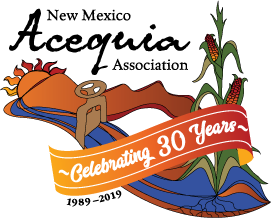 New Mexico
Acequia
Association
~Celebrating 30 Years~
1989–2019